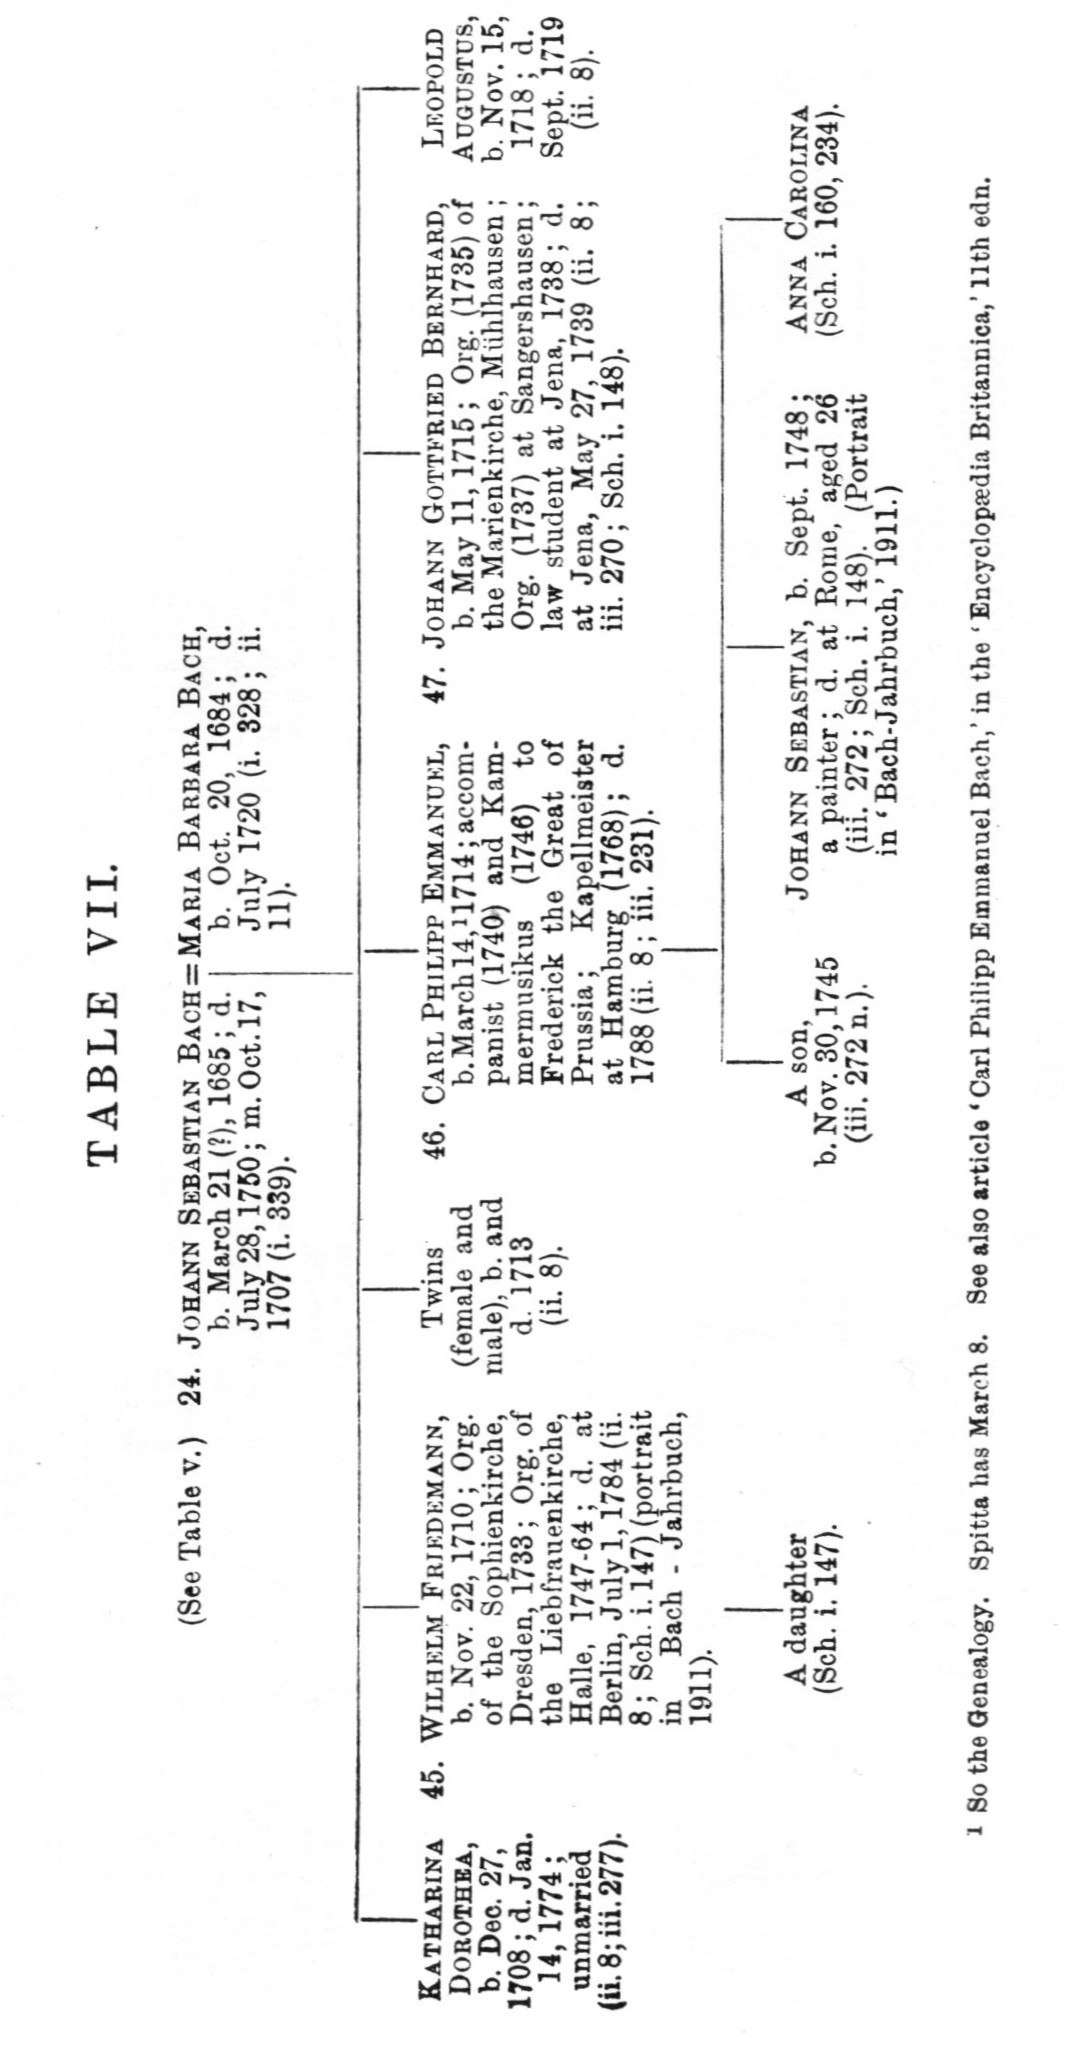 TABLE VII.
(See Table v.) 24. JOHANN SEBASTIAN BACH=MARIA BARBARA BACH,
b. March 21 (?), 1685; d.
July 28, 1750; m. Oct. 17,
1707 (i. 339).
b. Oct. 20, 1684; d.
July 1720 (i. 328; ii.
11).
KATHARINA
DOROTHEA,
b. Dec. 27,
1708; d. Jan.
14, 1774;
unmarried
(ii. 8; iii. 277).
45. WILHELM FRIEDEMANN,
b. Nov. 22, 1710; Org.
of the Sophienkirche,
Dresden, 1733; Org. of
the Liebfrauenkirche,
Halle, 1747-64; d. at
Berlin, July 1, 1784 (ii.
8; Sch. i. 147) (portrait
in Bach - Jahrbuch,
1911).
Twins
(female and
male), b. and
d. 1713
(ii. 8).
46. CARL PHILIPP EMMANUEL,
b. March 14,¹ 1714; accom-
panist (1740) and Kam-
mermusikus (1746) to
Frederick the Great of
Prussia; Kapellmeister
at Hamburg (1768); d.
1788 (ii. 8; iii. 231).
47. JOHANN GOTTFRIED BERNHARD,
b. May 11, 1715; Org. (1735) of
the Marienkirche, Mühlhausen;
Org. (1737) at Sangershausen;
law student at Jena, 1738; d.
at Jena, May 27, 1739 (ii. 8;
iii. 270; Sch. i. 148).
LEOPOLD
AUGUSTUS,
b. Nov. 15,
1718; d.
Sept. 1719
(ii. 8).
A daughter
(Sch. i. 147).
A son,
b. Nov. 30, 1745
(iii. 272 n.).
JOHANN SEBASTIAN, b. Sept. 1748;
a painter; d. at Rome, aged 26
(iii. 272; Sch. i. 148). (Portrait
in ‘Bach-Jahrbuch,’ 1911.)
ANNA CAROLINA
(Sch. i. 160, 234).
1 So the Genealogy. Spitta has March 8. See also article ‘Carl Philipp Emmanuel Bach,’ in the ‘Encyclopædia Britannica,’ 11th edn.